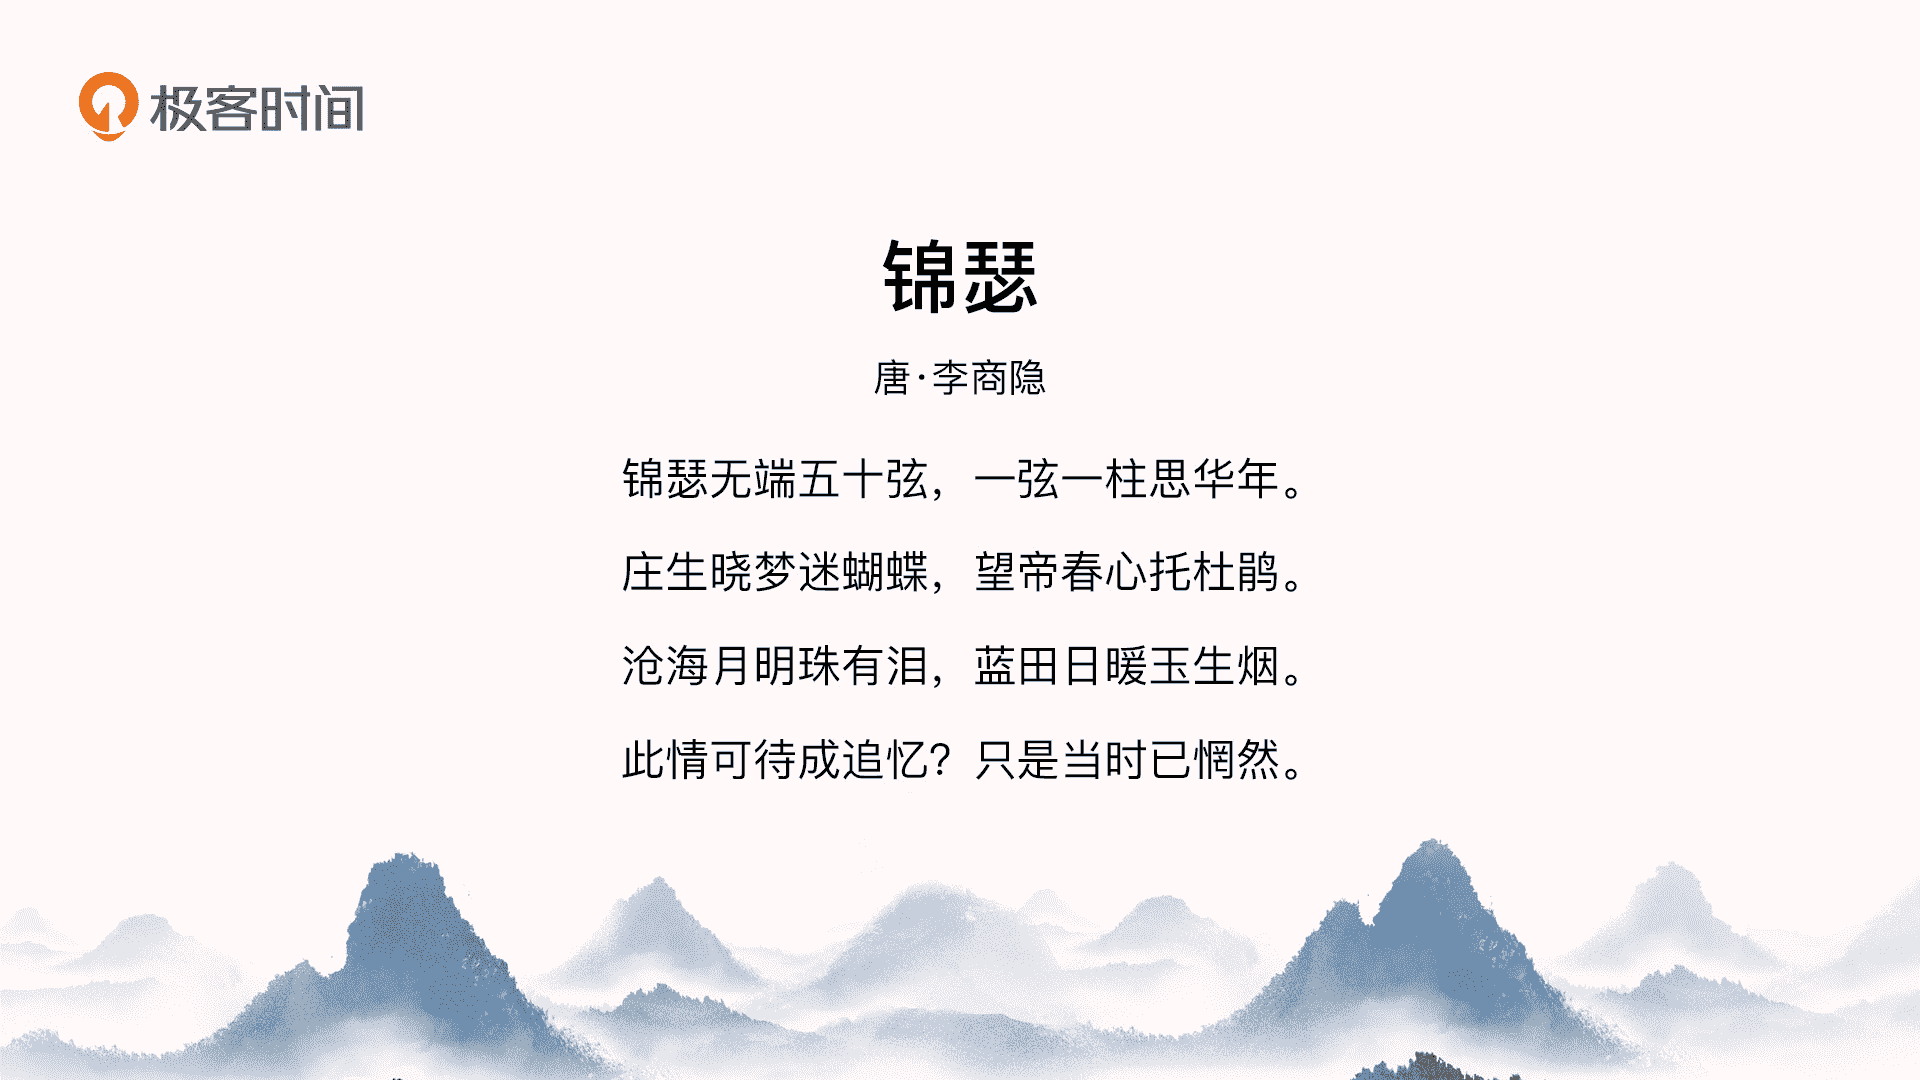 极客时间
锦瑟
唐·李商隐
锦瑟无端五十弦，一弦一柱思华年。
庄生晓梦迷蝴蝶，望帝春心托杜鹃。
沧海月明珠有泪，蓝田日暖玉生烟。
此情可待成追忆？只是当时已惘然。